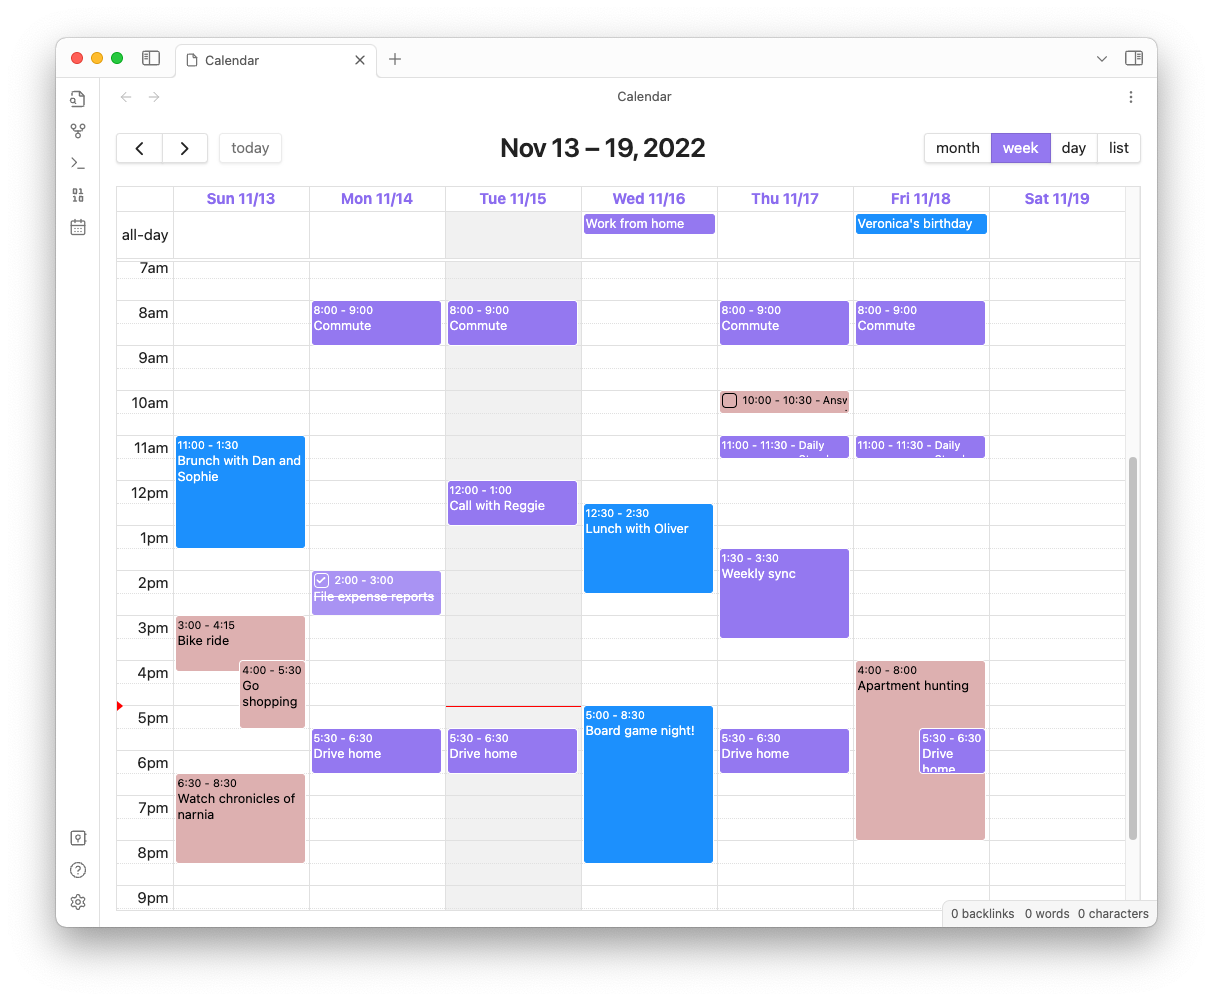 Calendar
Calendar
today
Nov 13 – 19, 2022
month week day list
Sun 11/13 Mon 11/14 Tue 11/15 Wed 11/16 Thu 11/17 Fri 11/18 Sat 11/19
all-day
Work from home
Veronica's birthday
7am
8am
8:00 - 9:00
Commute
8:00 - 9:00
Commute
8:00 - 9:00
Commute
8:00 - 9:00
Commute
9am
10am
10:00 - 10:30 - Answ
11am
11:00 - 1:30
Brunch with Dan and
Sophie
11:00 - 11:30 - Daily
11:00 - 11:30 - Daily
12pm
12:00 - 1:00
Call with Reggie
12:30 - 2:30
Lunch with Oliver
1pm
1:30 - 3:30
Weekly sync
2pm
2:00 - 3:00
File expense reports
3pm
3:00 - 4:15
Bike ride
4pm
4:00 - 5:30
Go
shopping
4:00 - 8:00
Apartment hunting
5pm
5:00 - 8:30
Board game night!
5:30 - 6:30
Drive home
5:30 - 6:30
Drive home
5:30 - 6:30
Drive home
5:30 - 6:30
Drive
home
6pm
6:30 - 8:30
Watch chronicles of
narnia
7pm
8pm
9pm
0 backlinks 0 words 0 characters